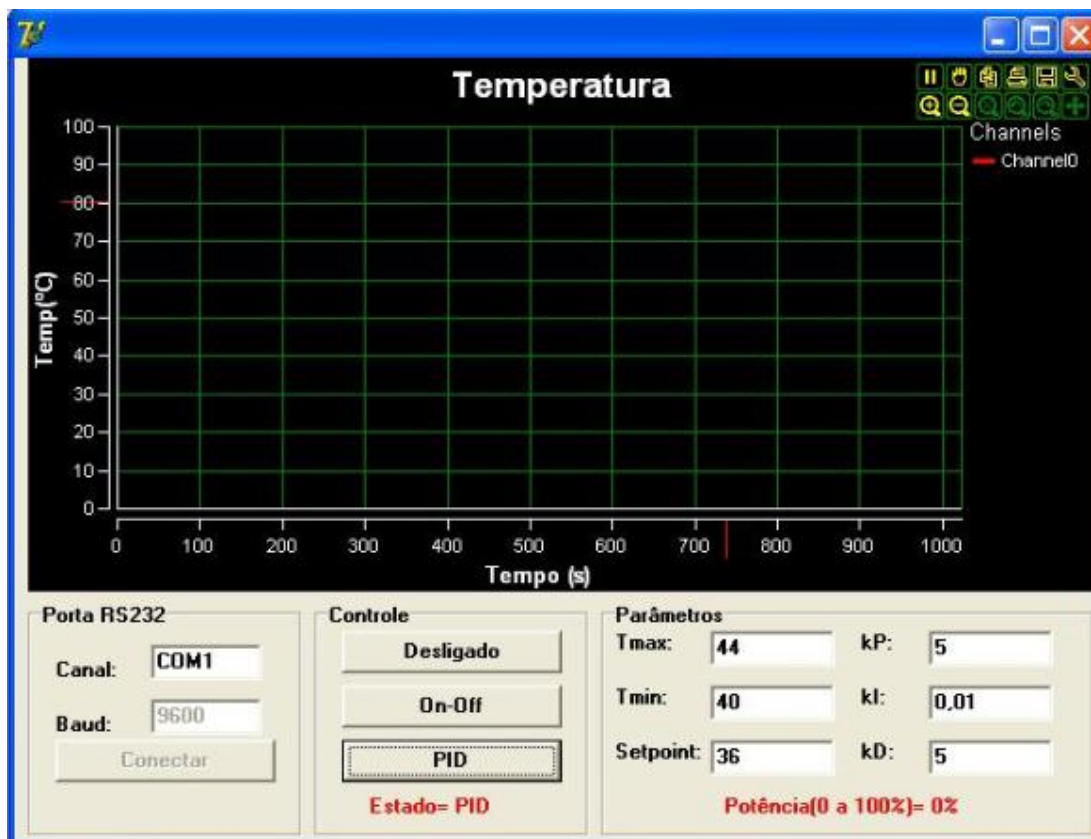 Temperatura
Channels
Channel0
Temp(ºC)
100
90
80
70
60
50
40
30
20
10
0
0 100 200 300 400 500 600 700 800 900 1000
Tempo (s)
Porta RS232
Canal: COM1
Baud: 9600
Conectar
Controle
Desligado
On-Off
PID
Estado= PID
Parâmetros
Tmax: 44 kP: 5
Tmin: 40 kI: 0,01
Setpoint: 36 kD: 5
Potência(0 a 100%)= 0%